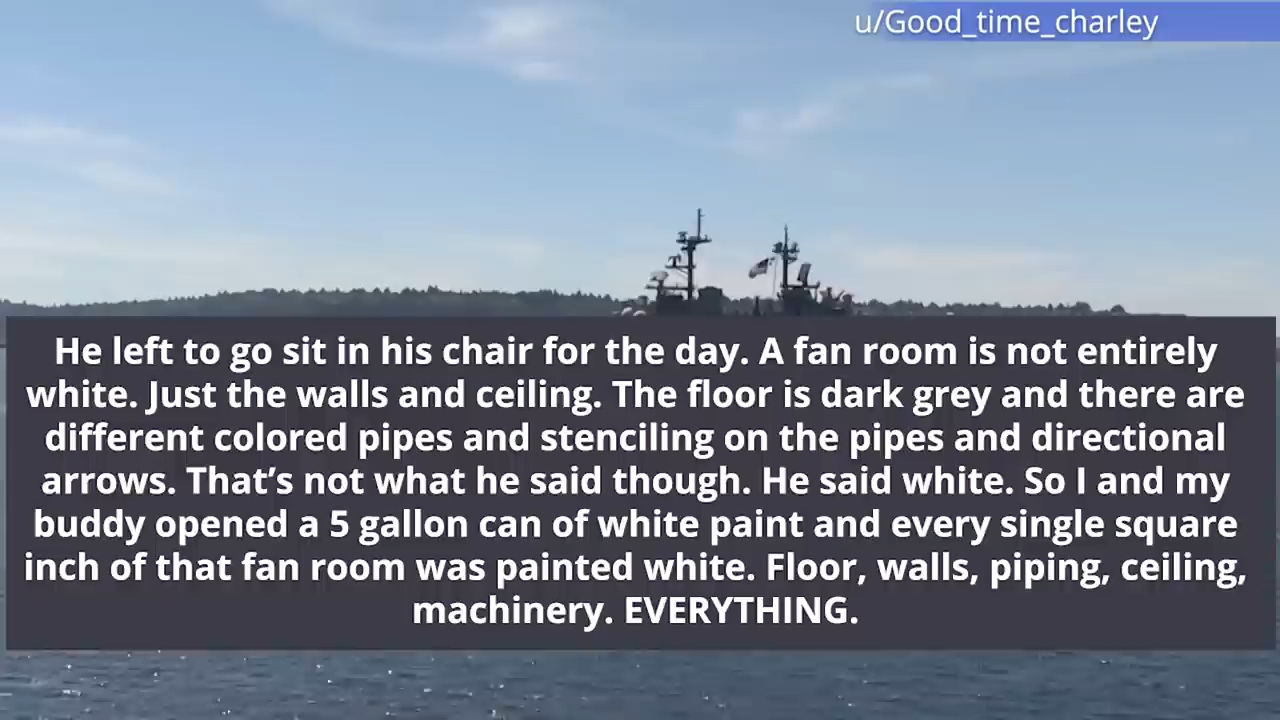 u/Good_time_charley
He left to go sit in his chair for the day. A fan room is not entirely
white. Just the walls and ceiling. The floor is dark grey and there are
different colored pipes and stenciling on the pipes and directional
arrows. That’s not what he said though. He said white. So I and my
buddy opened a 5 gallon can of white paint and every single square
inch of that fan room was painted white. Floor, walls, piping, ceiling,
machinery. EVERYTHING.